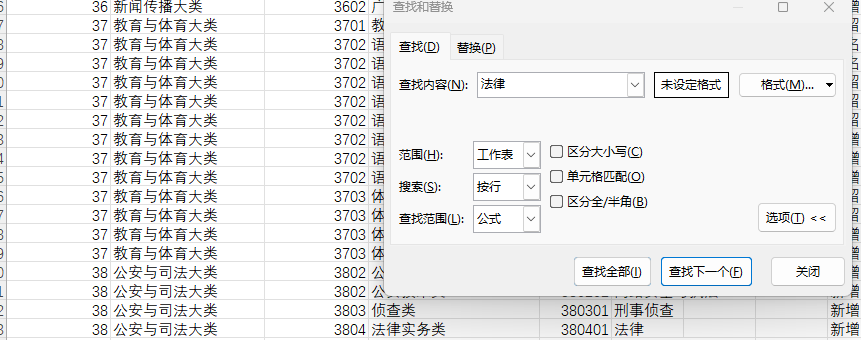 36 新闻传播大类 3602 广
37 教育与体育大类 3701 教
37 教育与体育大类 3702 语
37 教育与体育大类 3702 语
37 教育与体育大类 3702 语
37 教育与体育大类 3702 语
37 教育与体育大类 3702 语
37 教育与体育大类 3702 语
37 教育与体育大类 3702 语
37 教育与体育大类 3702 语
37 教育与体育大类 3703 体
37 教育与体育大类 3703 体
37 教育与体育大类 3703 体
37 教育与体育大类 3703 体
38 公安与司法大类 3802 公
38 公安与司法大类 3802
38 公安与司法大类 3803 侦查类 380301 刑事侦查 新增
38 公安与司法大类 3804 法律实务类 380401 法律 新增
查找和替换
查找(D) 替换(P)
查找内容(N): 法律 未设定格式 格式(M)...
范围(H): 工作表 区分大小写(C)
单元格匹配(O)
搜索(S): 按行
区分全/半角(B)
查找范围(L): 公式 选项(T) <<
查找全部(I) 查找下一个(F) 关闭